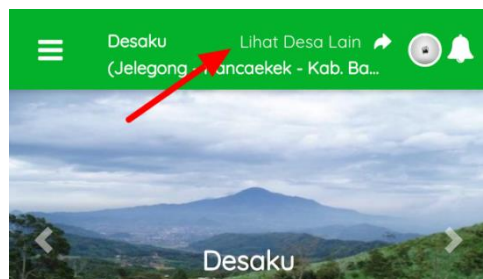 Desaku
Lihat Desa Lain
(Jelegong - ancaekek - Kab. Ba...
Desaku